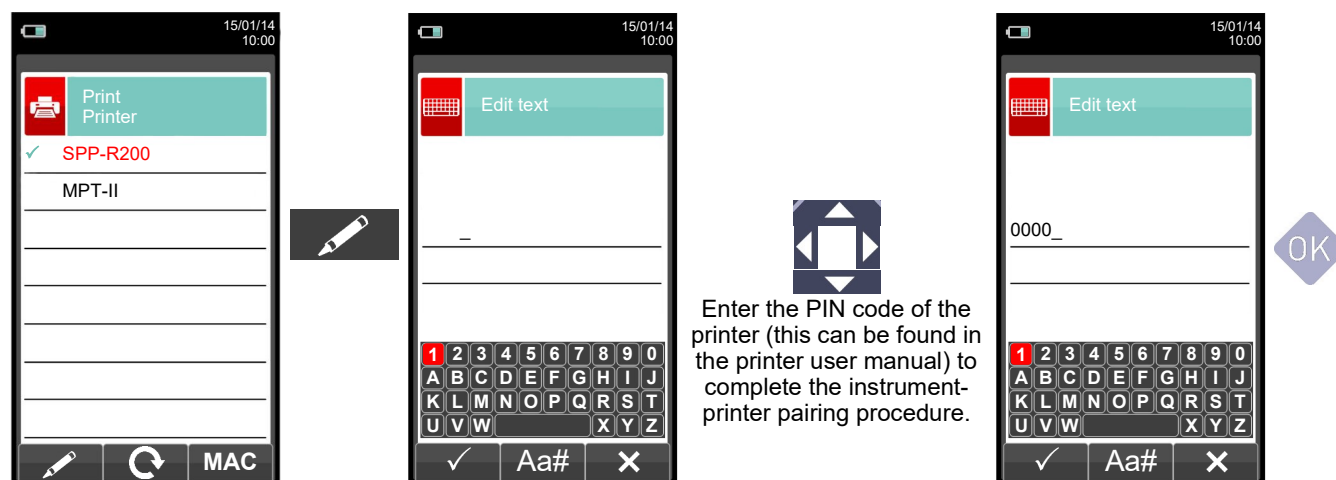 15/01/14
10:00
Print
Printer
✓ SPP-R200
MPT-II
MAC
15/01/14
10:00
Edit text
_
1 2 3 4 5 6 7 8 9 0
A B C D E F G H I J
K L M N O P Q R S T
U V W X Y Z
✓ Aa# ×
Enter the PIN code of the
printer (this can be found in
the printer user manual) to
complete the instrument-
printer pairing procedure.
15/01/14
10:00
Edit text
0000_
1 2 3 4 5 6 7 8 9 0
A B C D E F G H I J
K L M N O P Q R S T
U V W X Y Z
✓ Aa# ×
OK